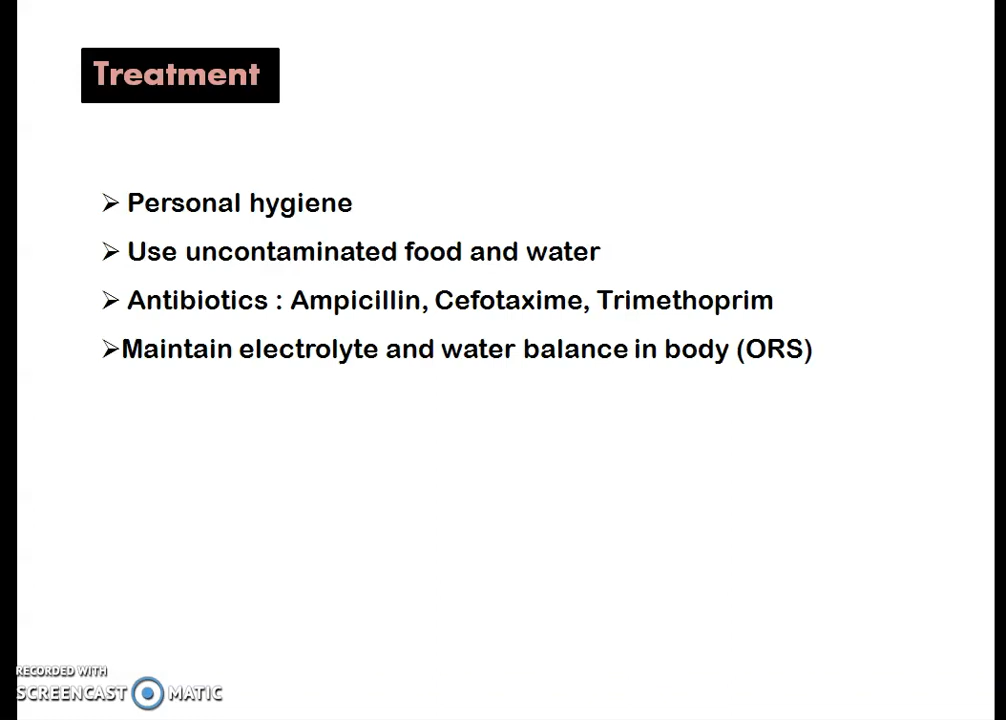 Treatment
➢ Personal hygiene
➢ Use uncontaminated food and water
➢ Antibiotics : Ampicillin, Cefotaxime, Trimethoprim
➢Maintain electrolyte and water balance in body (ORS)
RECORDED WITH
SCREENCAST MATIC